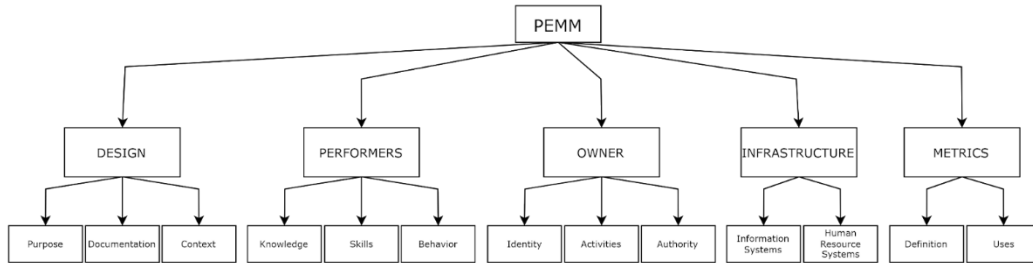 PEMM
DESIGN
PERFORMERS
OWNER
INFRASTRUCTURE
METRICS
Purpose
Documentation
Context
Knowledge
Skills
Behavior
Identity
Activities
Authority
Information
Systems
Human
Resource
Systems
Definition
Uses